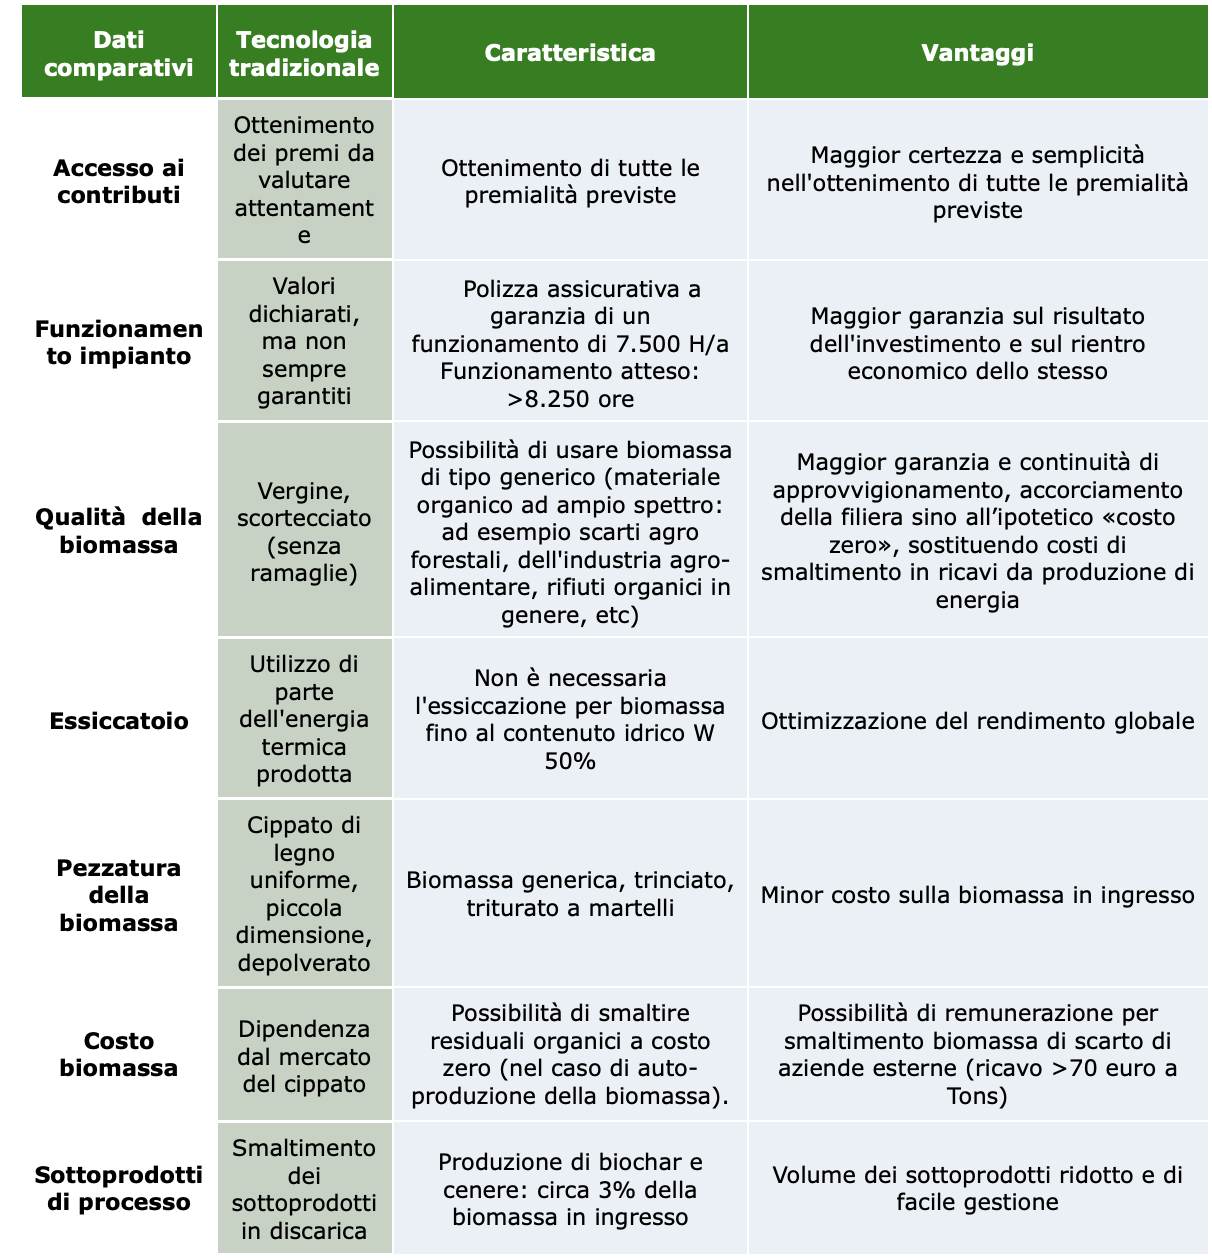 Dati
comparativi
Tecnologia
tradizionale
Caratteristica
Vantaggi
Accesso ai
contributi
Ottenimento
dei premi da
valutare
attentament
e
Ottenimento di tutte le
premialità previste
Maggior certezza e semplicità
nell'ottenimento di tutte le premialità
previste
Funzionamen
to impianto
Valori
dichiarati,
ma non
sempre
garantiti
Polizza assicurativa a
garanzia di un
funzionamento di 7.500 H/a
Funzionamento atteso:
>8.250 ore
Maggior garanzia sul risultato
dell'investimento e sul rientro
economico dello stesso
Qualità  della
biomassa
Vergine,
scortecciato
(senza
ramaglie)
Possibilità di usare biomassa
di tipo generico (materiale
organico ad ampio spettro:
ad esempio scarti agro
forestali, dell'industria agro-
alimentare, rifiuti organici in
genere, etc)
Maggior garanzia e continuità di
approvvigionamento, accorciamento
della filiera sino all’ipotetico «costo
zero», sostituendo costi di
smaltimento in ricavi da produzione di
energia
Essiccatoio
Utilizzo di
parte
dell'energia
termica
prodotta
Non è necessaria
l'essiccazione per biomassa
fino al contenuto idrico W
50%
Ottimizzazione del rendimento globale
Pezzatura
della
biomassa
Cippato di
legno
uniforme,
piccola
dimensione,
depolverato
Biomassa generica, trinciato,
triturato a martelli
Minor costo sulla biomassa in ingresso
Costo
biomassa
Dipendenza
dal mercato
del cippato
Possibilità di smaltire
residuali organici a costo
zero (nel caso di auto-
produzione della biomassa).
Possibilità di remunerazione per
smaltimento biomassa di scarto di
aziende esterne (ricavo >70 euro a
Tons)
Sottoprodotti
di processo
Smaltimento
dei
sottoprodotti
in discarica
Produzione di biochar e
cenere: circa 3% della
biomassa in ingresso
Volume dei sottoprodotti ridotto e di
facile gestione